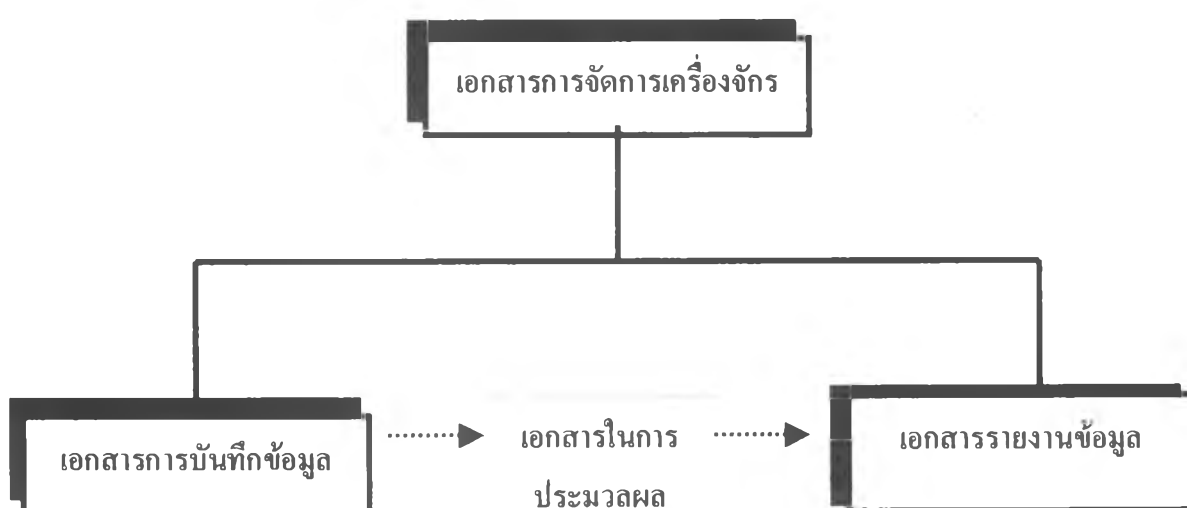 เอกสารการจัดการเครื่องจักร
เอกสารการบันทึกข้อมูล
เอกสารในการ
ประมวลผล
เอกสารรายงานข้อมูล